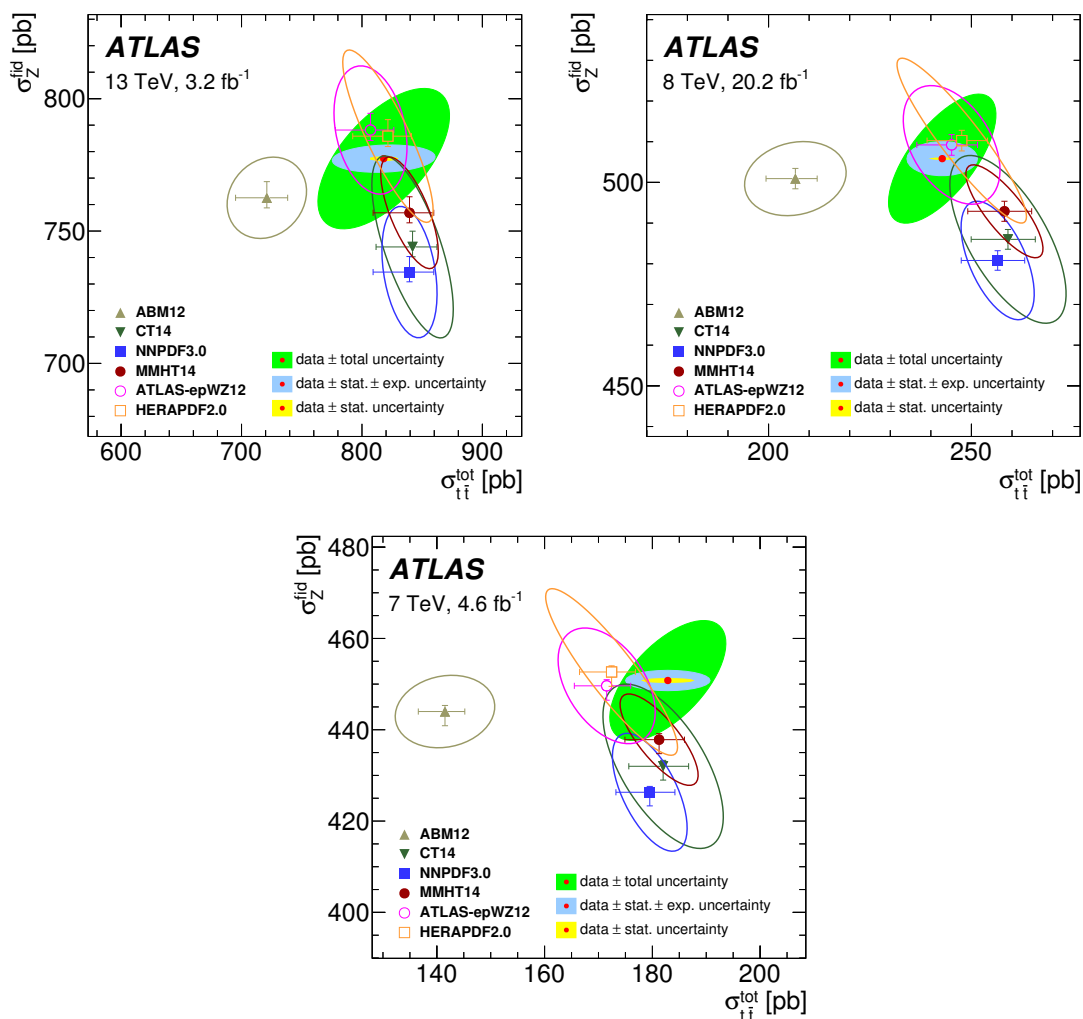 σ_Z^fid [pb]
ATLAS
13 TeV, 3.2 fb⁻¹
800
750
700
ABM12
CT14
NNPDF3.0
MMHT14
ATLAS-epWZ12
HERAPDF2.0
data ± total uncertainty
data ± stat. ± exp. uncertainty
data ± stat. uncertainty
600 700 800 900
σ_tt̄^tot [pb]
σ_Z^fid [pb]
ATLAS
8 TeV, 20.2 fb⁻¹
500
450
ABM12
CT14
NNPDF3.0
MMHT14
ATLAS-epWZ12
HERAPDF2.0
data ± total uncertainty
data ± stat. ± exp. uncertainty
data ± stat. uncertainty
200 250
σ_tt̄^tot [pb]
σ_Z^fid [pb]
ATLAS
7 TeV, 4.6 fb⁻¹
480
460
440
420
400
ABM12
CT14
NNPDF3.0
MMHT14
ATLAS-epWZ12
HERAPDF2.0
data ± total uncertainty
data ± stat. ± exp. uncertainty
data ± stat. uncertainty
140 160 180 200
σ_tt̄^tot [pb]